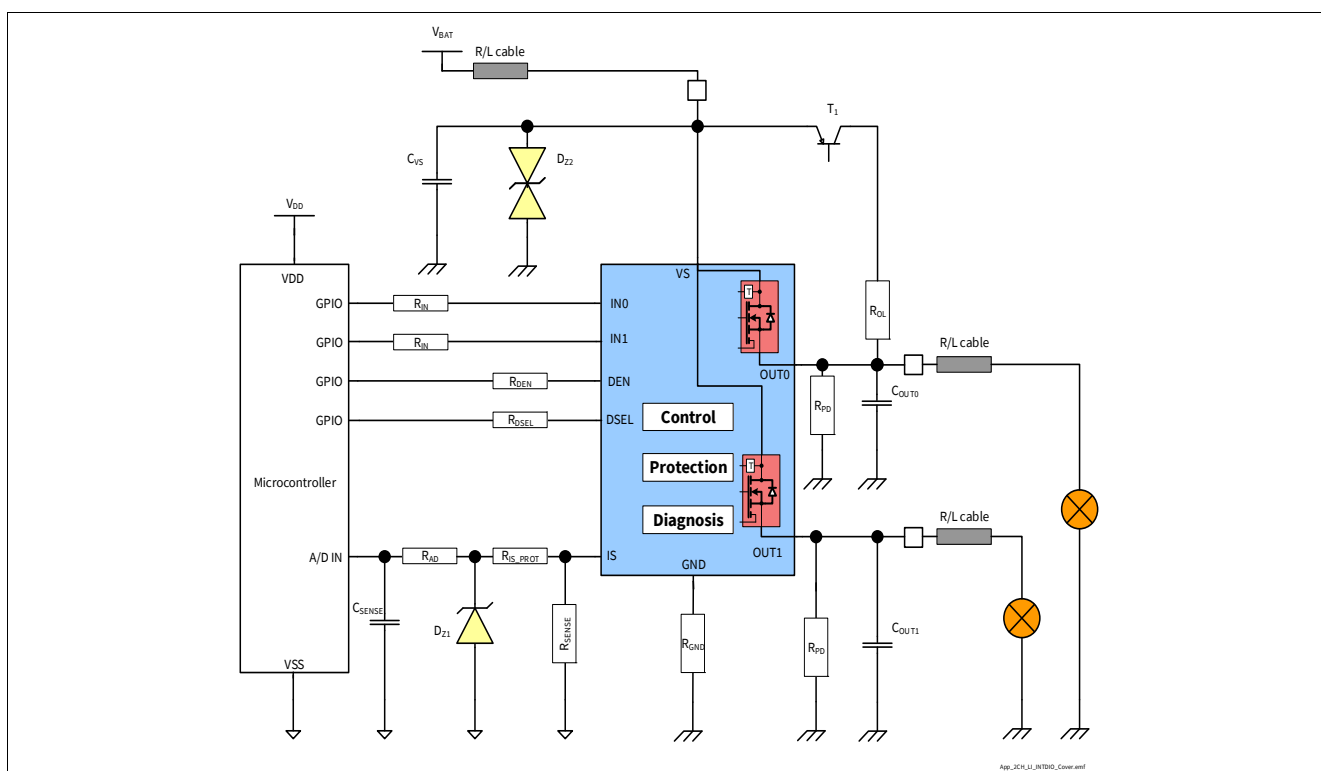 VBAT
R/L cable
T1
CVS
DZ2
VDD
VDD
VS
GPIO
RIN
IN0
T
ROL
GPIO
RIN
IN1
R/L cable
OUT0
GPIO
RDEN
DEN
RPD
COUT0
GPIO
RDSEL
DSEL
Control
Protection
T
Microcontroller
Diagnosis
R/L cable
A/D IN
RAD
RIS_PROT
IS
OUT1
GND
CSENSE
DZ1
RSENSE
RGND
RPD
COUT1
VSS
App_2CH_LI_INTDIO_Cover.emf